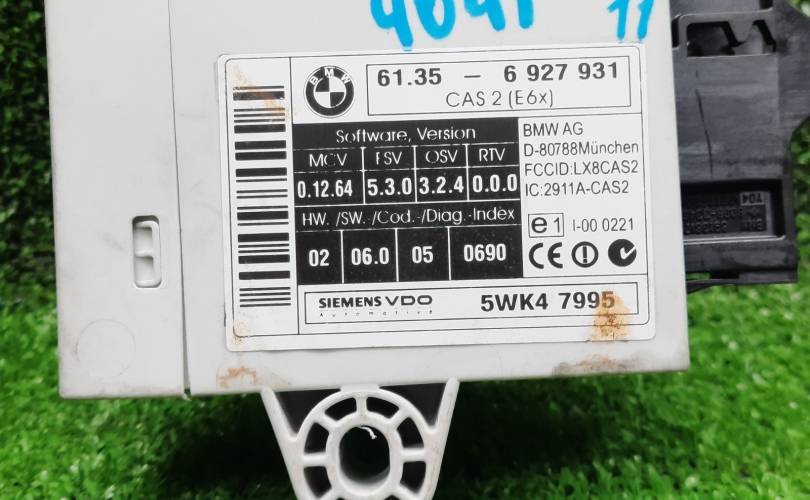 11
BMW
61.35 – 6 927 931
CAS 2 (E6x)
Software, Version
MCV FSV OSV RTV
0.12.64 5.3.0 3.2.4 0.0.0
HW. /SW. -/Cod. -/Diag. -Index
02 06.0 05 0690
BMW AG
D-80788München
FCCID:LX8CAS2
IC:2911A-CAS2
e1 I-00 0221
CE
SIEMENS VDO
Automotive
5WK4 7995